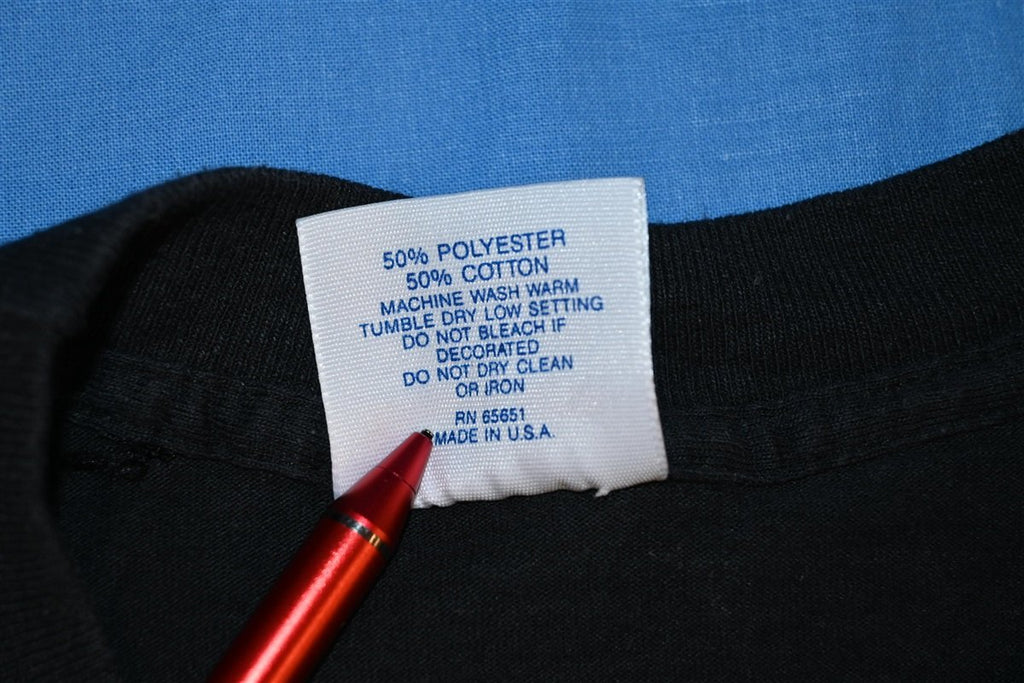 50% POLYESTER
50% COTTON
MACHINE WASH WARM
TUMBLE DRY LOW SETTING
DO NOT BLEACH IF
DECORATED
DO NOT DRY CLEAN
OR IRON
RN 65651
MADE IN U.S.A.